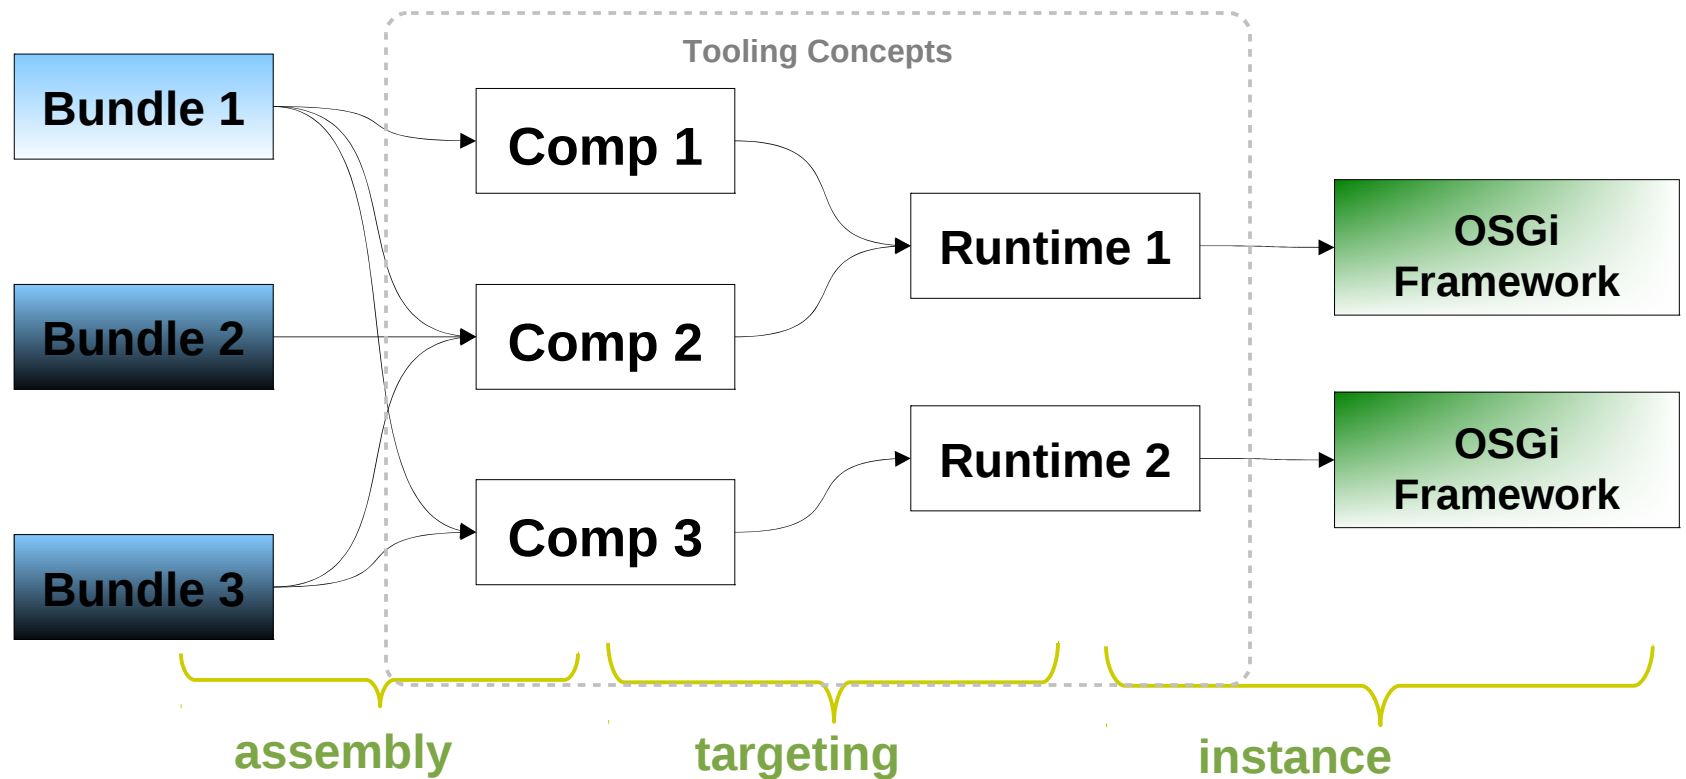 Tooling Concepts
Bundle 1
Comp 1
Runtime 1
OSGi
Framework
Bundle 2
Comp 2
Runtime 2
OSGi
Framework
Bundle 3
Comp 3
assembly
targeting
instance